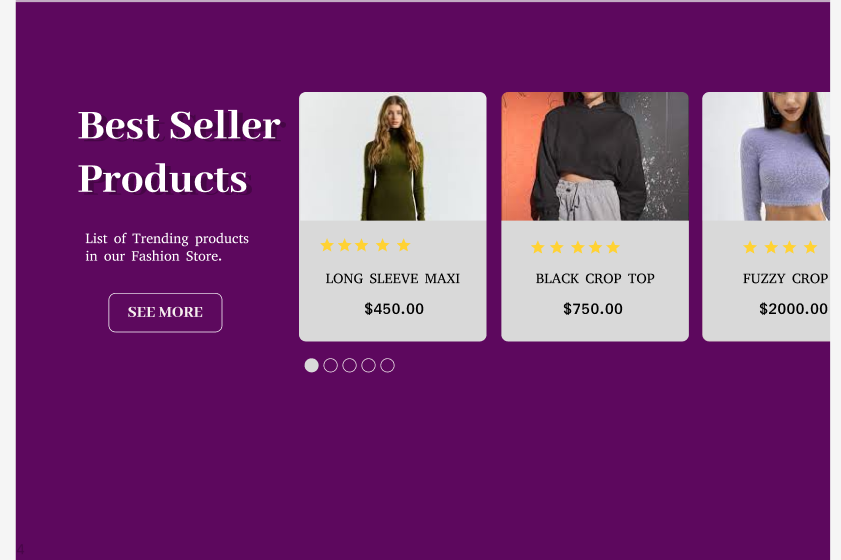 Best Seller
Products
List of Trending products
in our Fashion Store.
SEE MORE
LONG SLEEVE MAXI
$450.00
BLACK CROP TOP
$750.00
FUZZY CROP
$2000.00